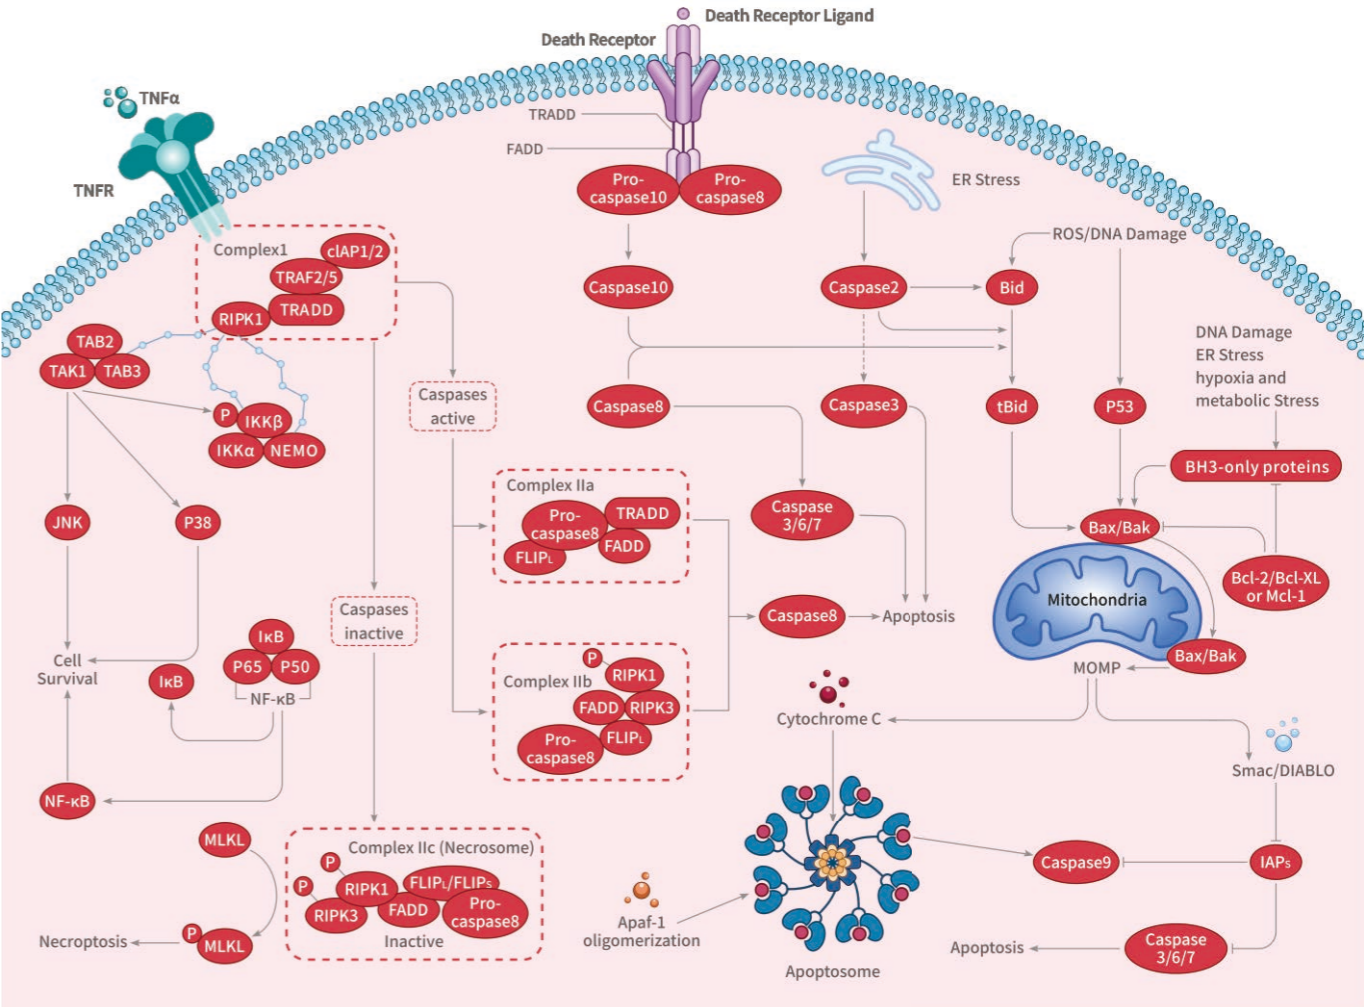 Death Receptor Ligand
Death Receptor
TNFα
TNFR
TRADD
FADD
Pro-
caspase10
Pro-
caspase8
ER Stress
ROS/DNA Damage
Complex1
clAP1/2
TRAF2/5
TRADD
RIPK1
Caspase10
Caspase2
Bid
TAB2
TAK1
TAB3
DNA Damage
ER Stress
hypoxia and
metabolic Stress
Caspases
active
Caspase8
Caspase3
tBid
P53
P
IKKβ
IKKα
NEMO
BH3-only proteins
Complex IIa
Pro-
caspase8
TRADD
FADD
FLIPL
Caspase
3/6/7
JNK
P38
Bax/Bak
Bcl-2/Bcl-XL
or Mcl-1
Mitochondria
Caspases
inactive
Caspase8
Apoptosis
IκB
P65
P50
NF-κB
Cell
Survival
IκB
P
RIPK1
Complex IIb
FADD
RIPK3
FLIPL
Pro-
caspase8
Bax/Bak
MOMP
Cytochrome C
Smac/DIABLO
NF-κB
MLKL
Complex IIc (Necrosome)
P
RIPK1
P
RIPK3
FLIPL/FLIPS
FADD
Pro-
caspase8
Inactive
Caspase9
IAPS
Apaf-1
oligomerization
Necroptosis
P
MLKL
Apoptosome
Apoptosis
Caspase
3/6/7